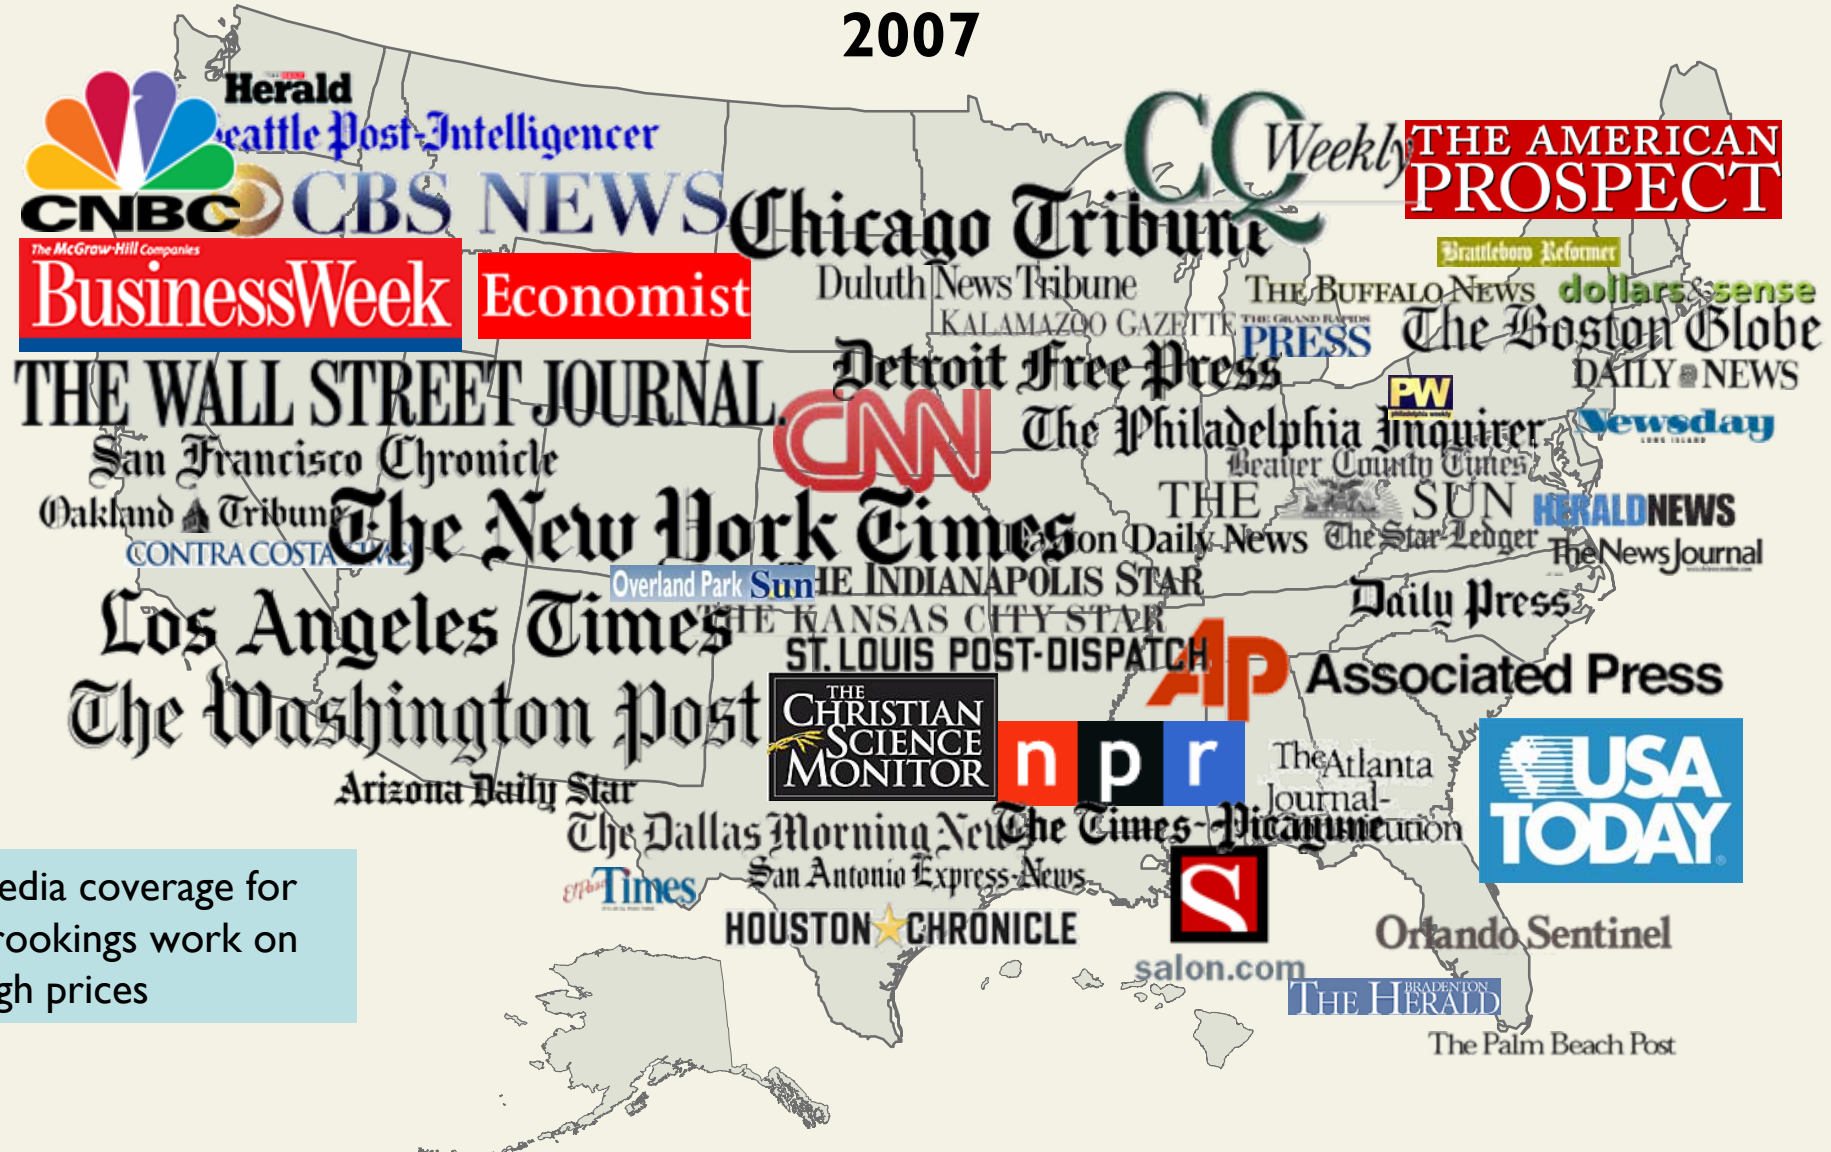 2007
Herald
Seattle Post-Intelligencer
CNBC
CBS NEWS
CQ Weekly
THE AMERICAN
PROSPECT
Chicago Tribune
Brattleboro Reformer
The McGraw-Hill Companies
BusinessWeek
Economist
Duluth News Tribune
THE BUFFALO NEWS
dollars & sense
KALAMAZOO GAZETTE
THE GRAND RAPIDS
PRESS
The Boston Globe
Detroit Free Press
DAILY NEWS
THE WALL STREET JOURNAL.
CNN
PW
philadelphia weekly
The Philadelphia Inquirer
Newsday
LONG ISLAND
San Francisco Chronicle
Beaver County Times
Oakland Tribune
The New York Times
THE SUN
HERALD NEWS
CONTRA COSTA TIMES
Daily News
The Star-Ledger
The News Journal
Overland Park Sun
THE INDIANAPOLIS STAR
Daily Press
Los Angeles Times
THE KANSAS CITY STAR
ST. LOUIS POST-DISPATCH
AP Associated Press
The Washington Post
THE
CHRISTIAN
SCIENCE
MONITOR
npr
The Atlanta
Journal-
USA
TODAY
Arizona Daily Star
The Dallas Morning News
The Times-Picayune
El Paso Times
San Antonio Express-News
S
salon.com
HOUSTON CHRONICLE
Orlando Sentinel
BRADENTON
THE HERALD
The Palm Beach Post
edia coverage for
rookings work on
gh prices